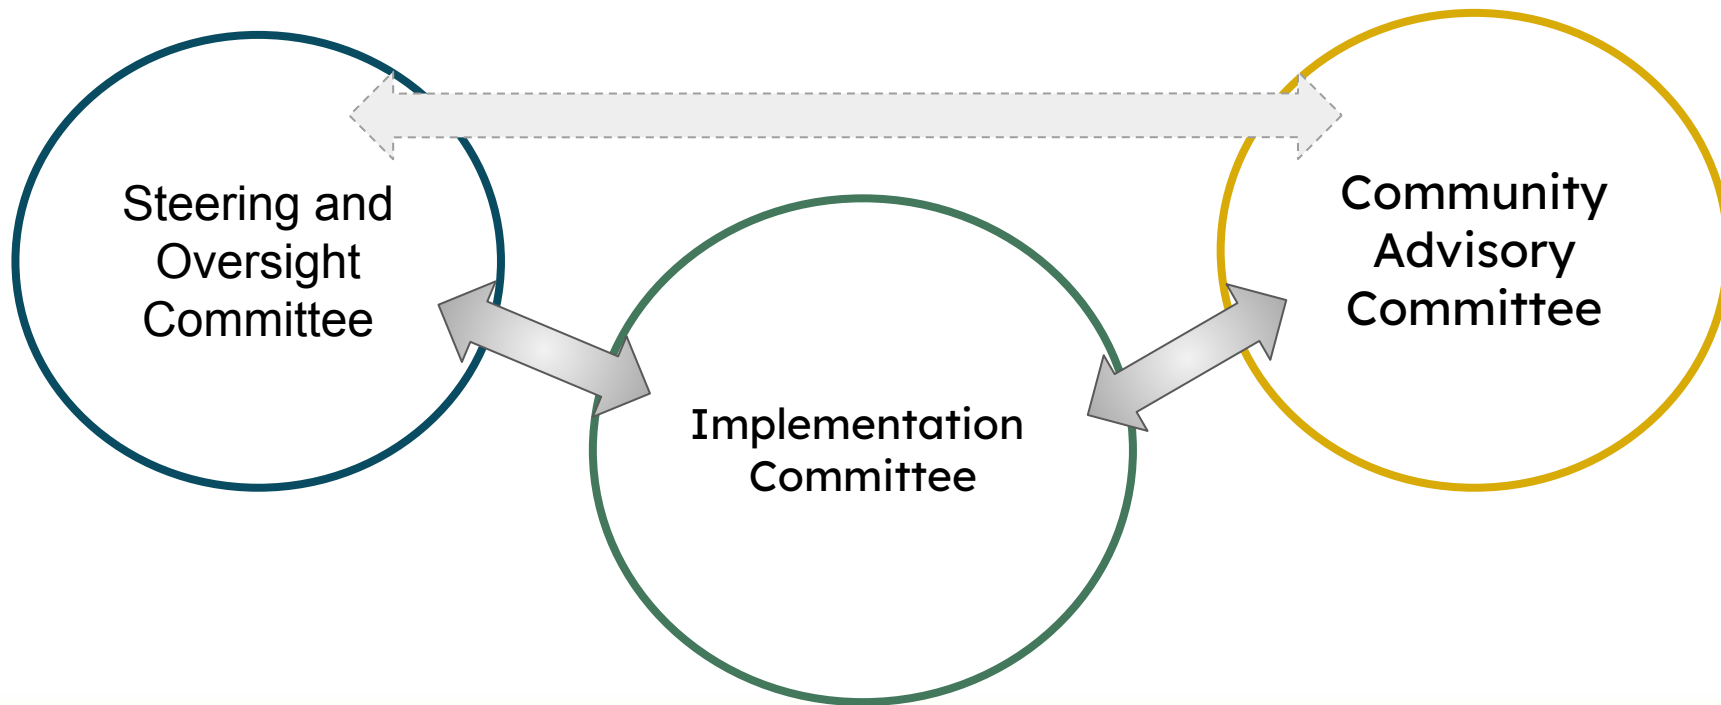 Steering and
Oversight
Committee
Implementation
Committee
Community
Advisory
Committee